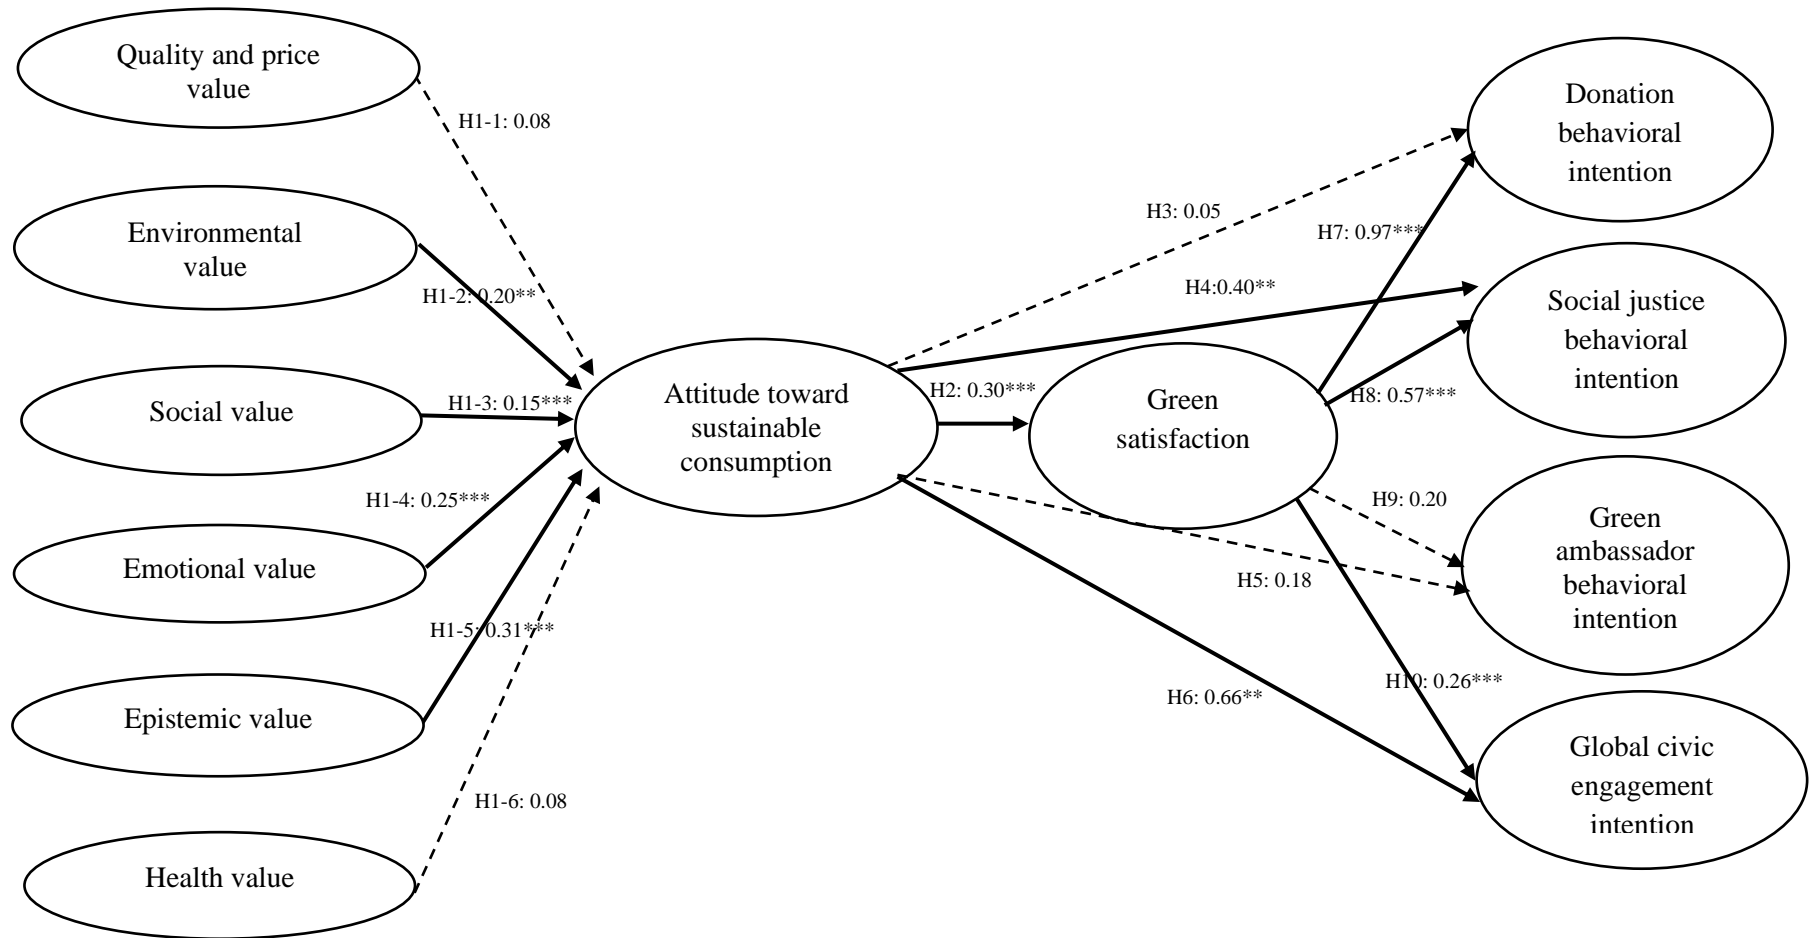 Quality and price
value
H1-1: 0.08
Environmental
value
H1-2: 0.20**
Social value
H1-3: 0.15***
Emotional value
H1-4: 0.25***
Epistemic value
H1-5: 0.31***
Health value
H1-6: 0.08
Attitude toward
sustainable
consumption
H2: 0.30***
Green
satisfaction
H3: 0.05
H4:0.40**
H5: 0.18
H6: 0.66**
H7: 0.97***
H8: 0.57***
H9: 0.20
H10: 0.26***
Donation
behavioral
intention
Social justice
behavioral
intention
Green
ambassador
behavioral
intention
Global civic
engagement
intention